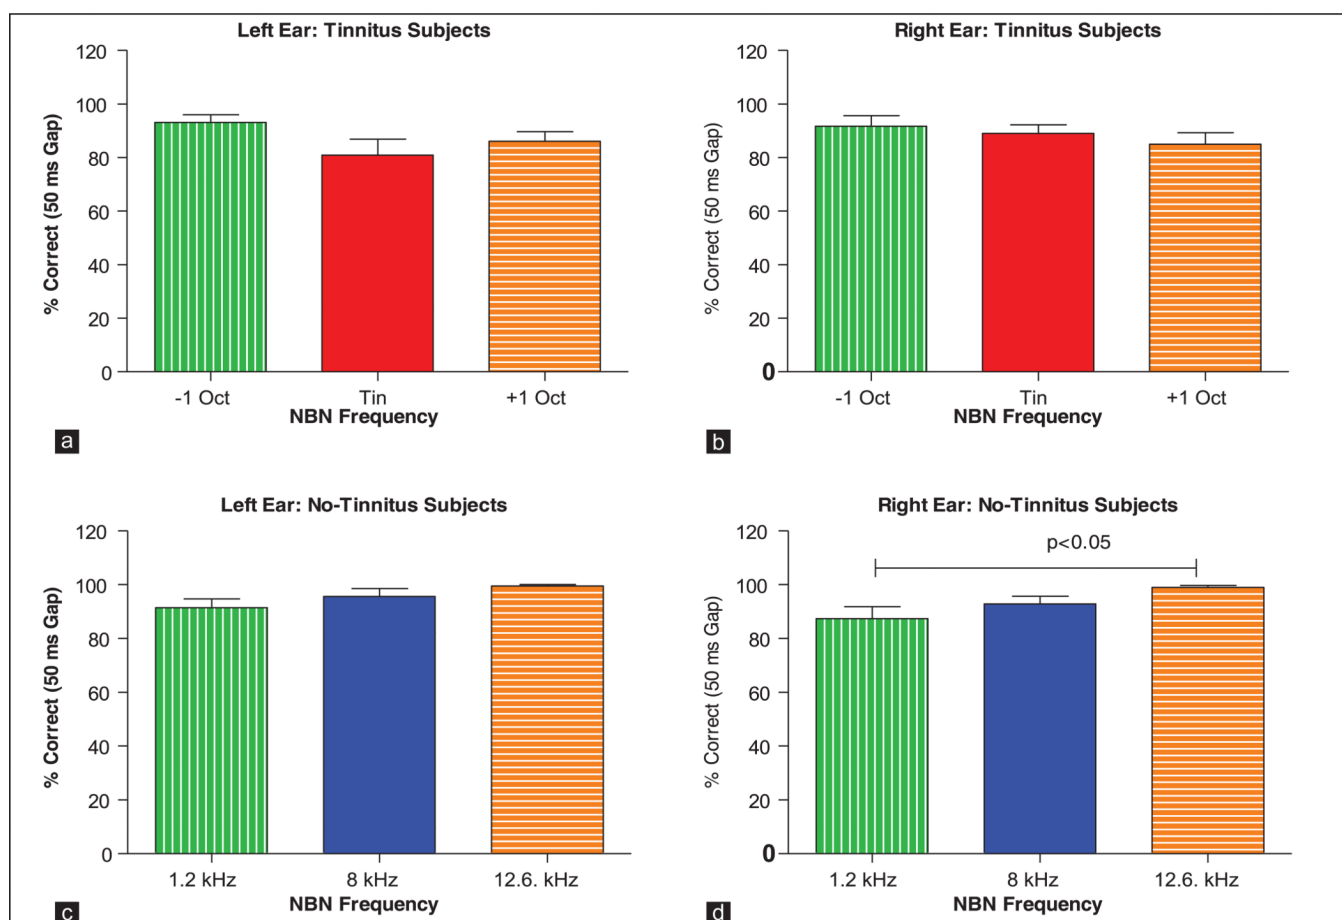 Left Ear: Tinnitus Subjects
120
100
80
60
40
20
0
% Correct (50 ms Gap)
-1 Oct
Tin
+1 Oct
NBN Frequency
a
Right Ear: Tinnitus Subjects
120
100
80
60
40
20
0
% Correct (50 ms Gap)
-1 Oct
Tin
+1 Oct
NBN Frequency
b
Left Ear: No-Tinnitus Subjects
120
100
80
60
40
20
0
% Correct (50 ms Gap)
1.2 kHz
8 kHz
12.6. kHz
NBN Frequency
c
Right Ear: No-Tinnitus Subjects
p<0.05
120
100
80
60
40
20
0
% Correct (50 ms Gap)
1.2 kHz
8 kHz
12.6. kHz
NBN Frequency
d